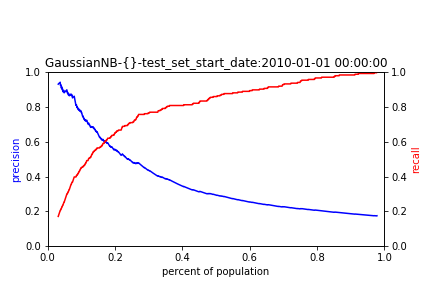 GaussianNB-{}-test_set_start_date:2010-01-01 00:00:00
1.0
0.8
0.6
0.4
0.2
0.0
precision
1.0
0.8
0.6
0.4
0.2
0.0
recall
0.0 0.2 0.4 0.6 0.8 1.0
percent of population